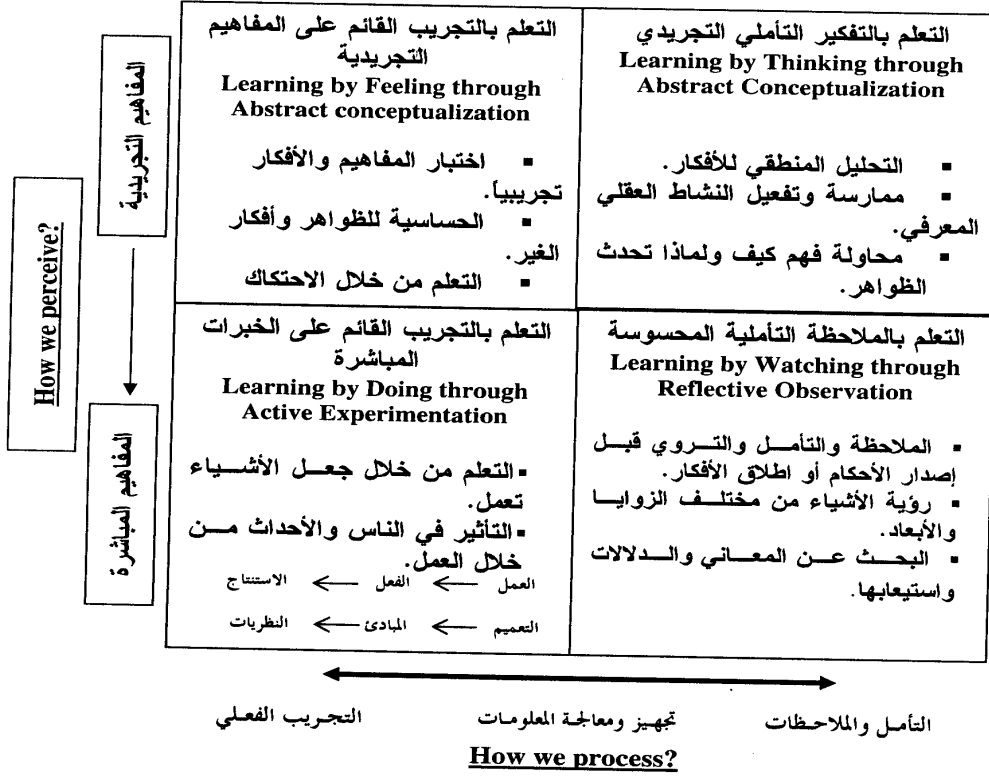 How we perceive?
المفاهيم التجريدية
المفاهيم المباشرة
التعلم بالتفكير التأملي التجريدي
Learning by Thinking through
Abstract Conceptualization
▪ التحليل المنطقي للأفكار.
▪ ممارسة وتفعيل النشاط العقلي
المعرفي.
▪ محاولة فهم كيف ولماذا تحدث
الظواهر.
التعلم بالتجريب القائم على المفاهيم
التجريدية
Learning by Feeling through
Abstract conceptualization
▪ اختبار المفاهيم والأفكار
تجريبياً.
▪ الحساسية للظواهر وأفكار
الغير.
▪ التعلم من خلال الاحتكاك
التعلم بالملاحظة التأملية المحسوسة
Learning by Watching through
Reflective Observation
▪ الملاحظة والتأمل والتروي قبل
إصدار الأحكام أو اطلاق الأفكار.
▪ رؤية الأشياء من مختلف الزوايا
والأبعاد.
▪ البحث عن المعاني والدلالات
واستيعابها.
التعلم بالتجريب القائم على الخبرات
المباشرة
Learning by Doing through
Active Experimentation
▪ التعلم من خلال جعل الأشياء
تعمل.
▪ التأثير في الناس والأحداث من
خلال العمل.
العمل ← الفعل ← الاستنتاج
التعميم ← المبادئ ← النظريات
التأمل والملاحظات تجهيز ومعالجة المعلومات التجريب الفعلي
How we process?